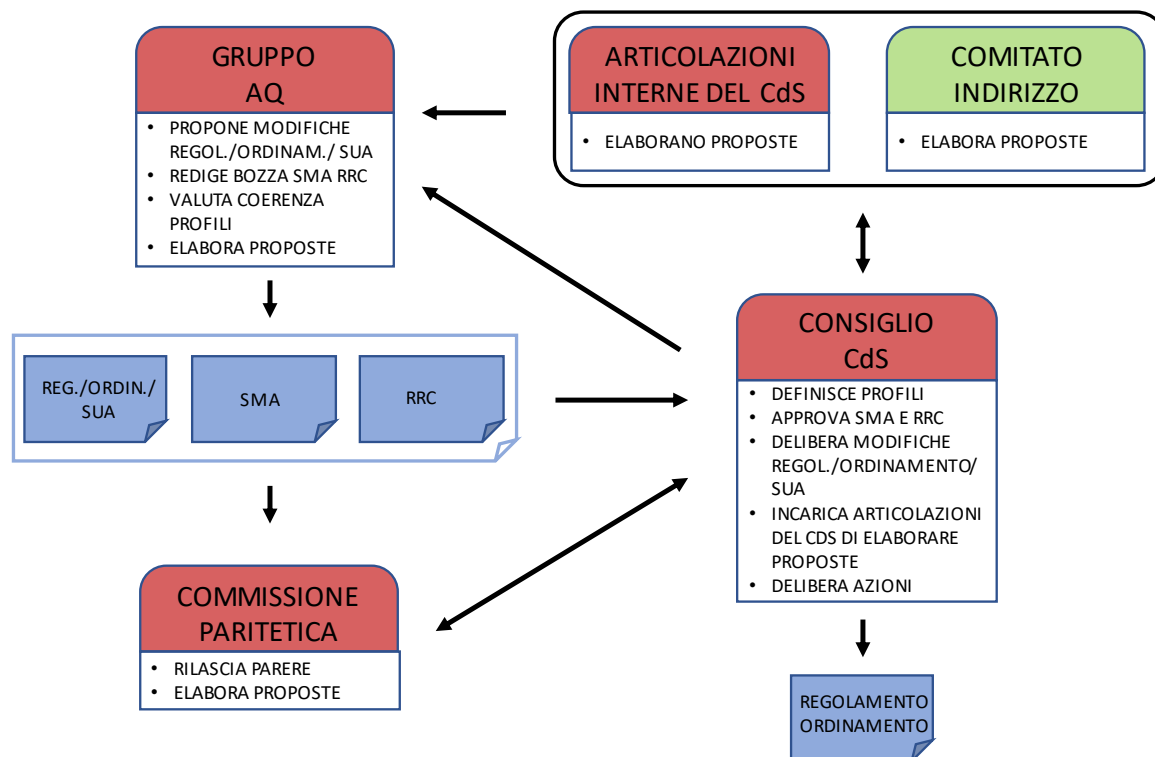 GRUPPO
AQ
• PROPONE MODIFICHE
REGOL./ORDINAM./ SUA
• REDIGE BOZZA SMA RRC
• VALUTA COERENZA
PROFILI
• ELABORA PROPOSTE
ARTICOLAZIONI
INTERNE DEL CdS
• ELABORANO PROPOSTE
COMITATO
INDIRIZZO
• ELABORA PROPOSTE
REG./ORDIN./
SUA
SMA
RRC
CONSIGLIO
CdS
• DEFINISCE PROFILI
• APPROVA SMA E RRC
• DELIBERA MODIFICHE
REGOL./ORDINAMENTO/
SUA
• INCARICA ARTICOLAZIONI
DEL CDS DI ELABORARE
PROPOSTE
• DELIBERA AZIONI
COMMISSIONE
PARITETICA
• RILASCIA PARERE
• ELABORA PROPOSTE
REGOLAMENTO
ORDINAMENTO